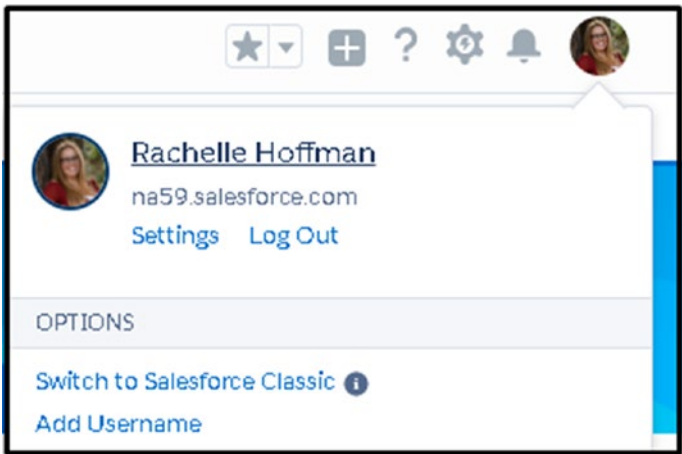 ?
Rachelle Hoffman
na59.salesforce.com
Settings Log Out
OPTIONS
Switch to Salesforce Classic i
Add Username